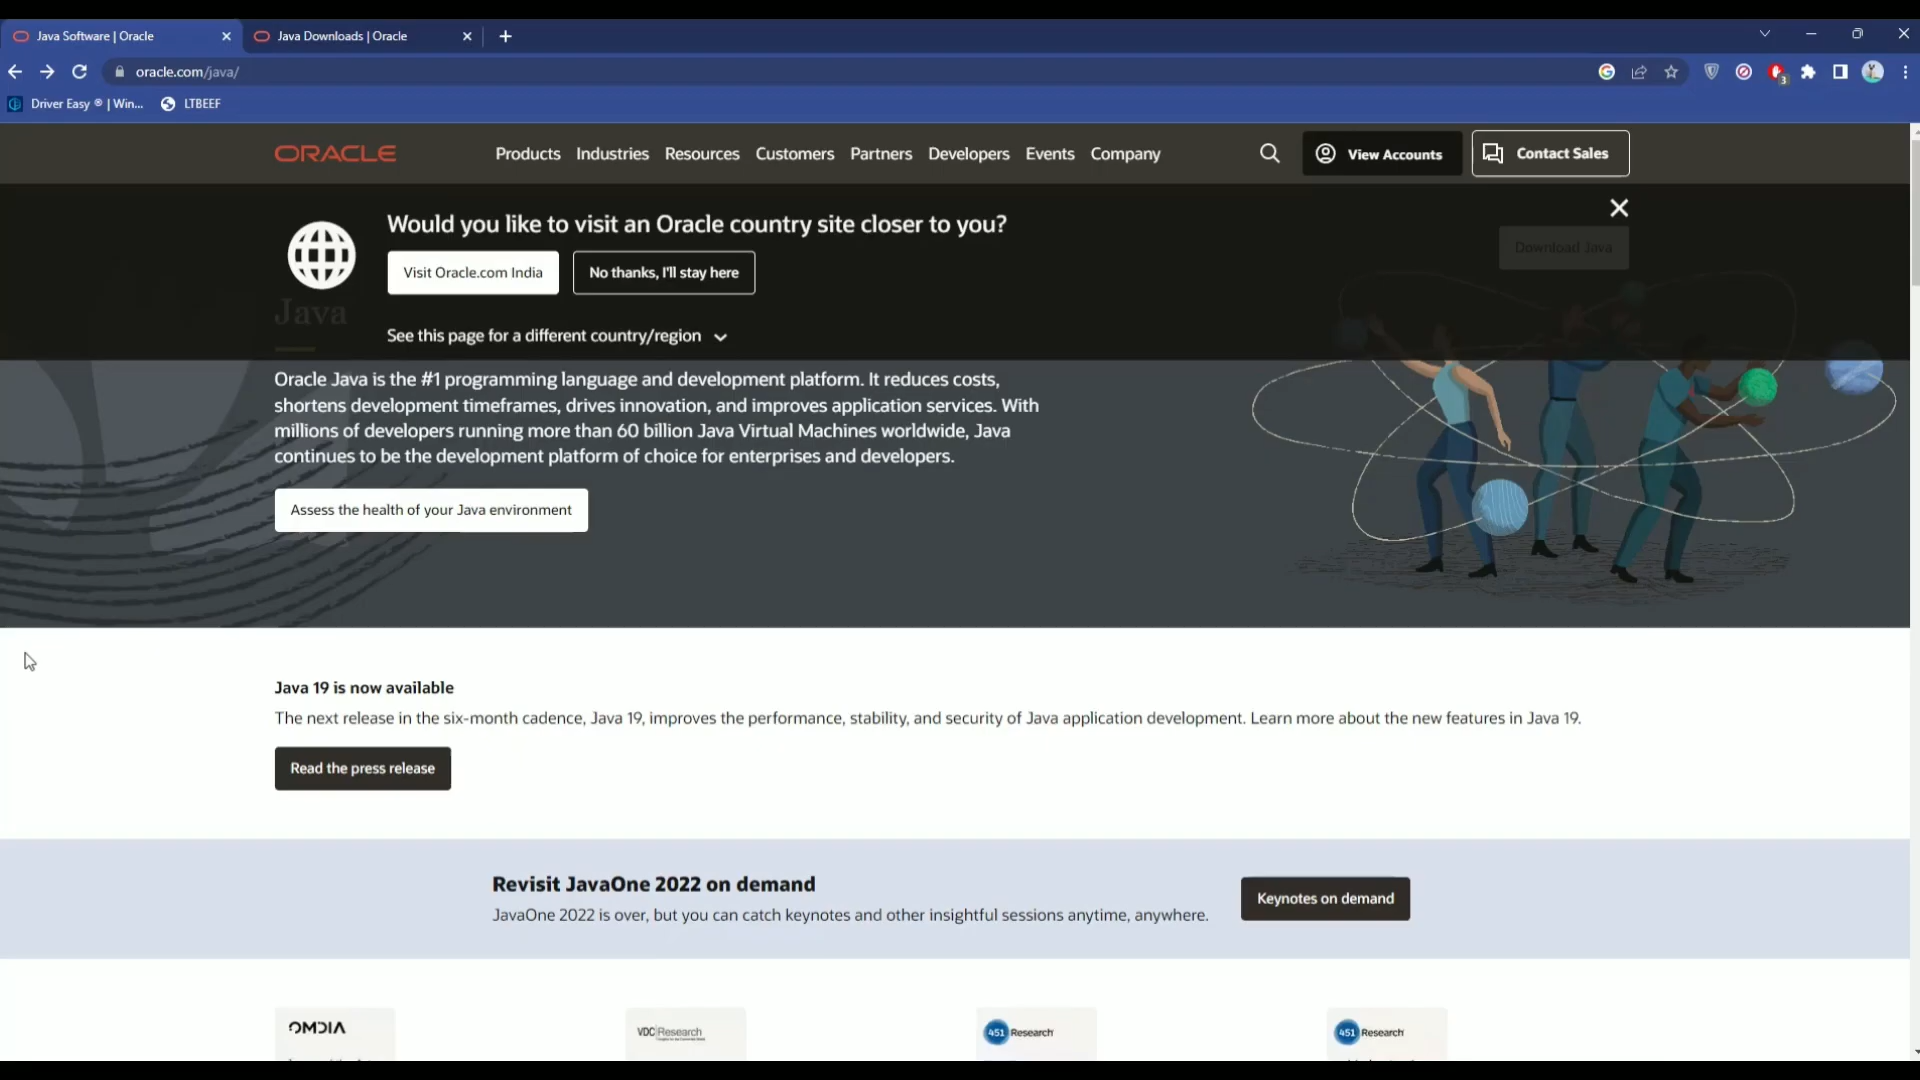 Java Software | Oracle
Java Downloads | Oracle
oracle.com/java/
3
Driver Easy ® | Win...
LTBEEF
ORACLE
Products
Industries
Resources
Customers
Partners
Developers
Events
Company
View Accounts
Contact Sales
Would you like to visit an Oracle country site closer to you?
Download Java
Visit Oracle.com India
No thanks, I'll stay here
Java
See this page for a different country/region
Oracle Java is the #1 programming language and development platform. It reduces costs,
shortens development timeframes, drives innovation, and improves application services. With
millions of developers running more than 60 billion Java Virtual Machines worldwide, Java
continues to be the development platform of choice for enterprises and developers.
Assess the health of your Java environment
Java 19 is now available
The next release in the six-month cadence, Java 19, improves the performance, stability, and security of Java application development. Learn more about the new features in Java 19.
Read the press release
Revisit JavaOne 2022 on demand
JavaOne 2022 is over, but you can catch keynotes and other insightful sessions anytime, anywhere.
Keynotes on demand
OMDIA
VDC Research
451 Research
451 Research